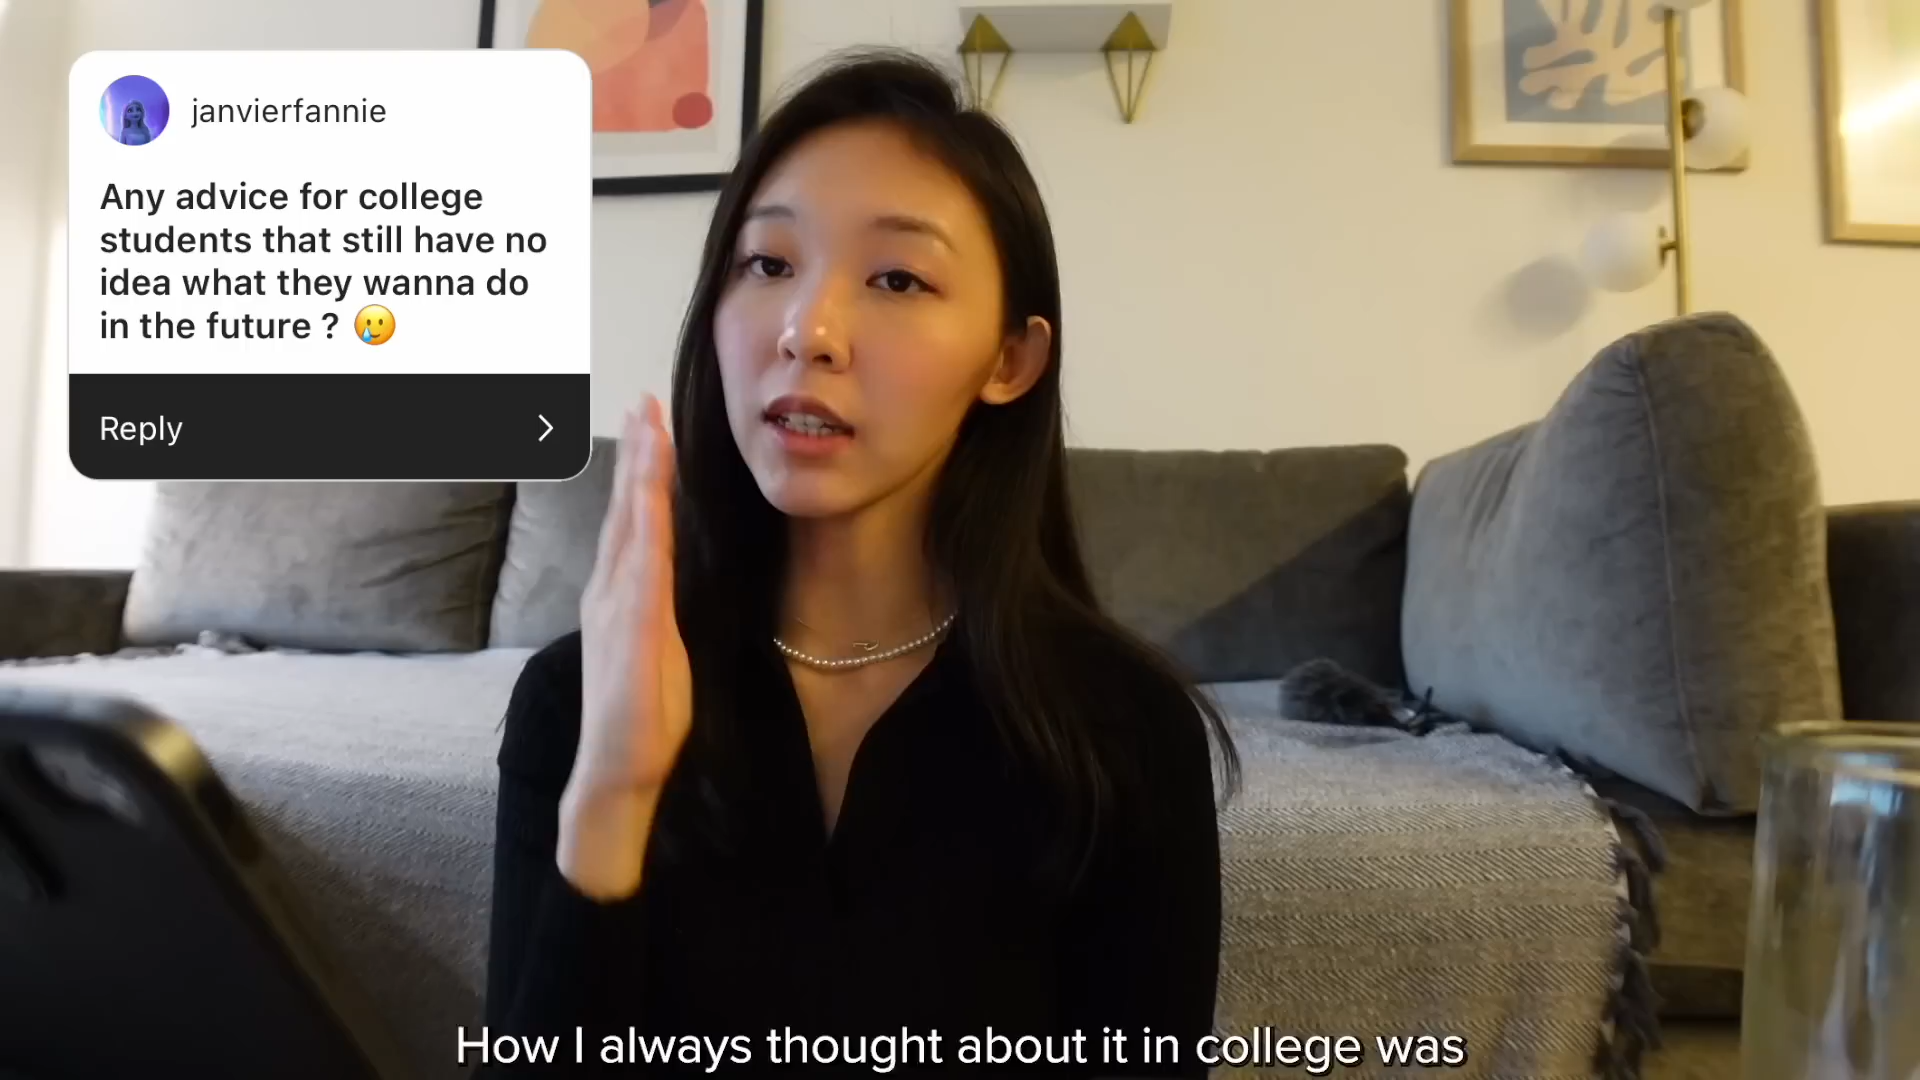 janvierfannie
Any advice for college
students that still have no
idea what they wanna do
in the future ? 🥲
Reply
How I always thought about it in college was